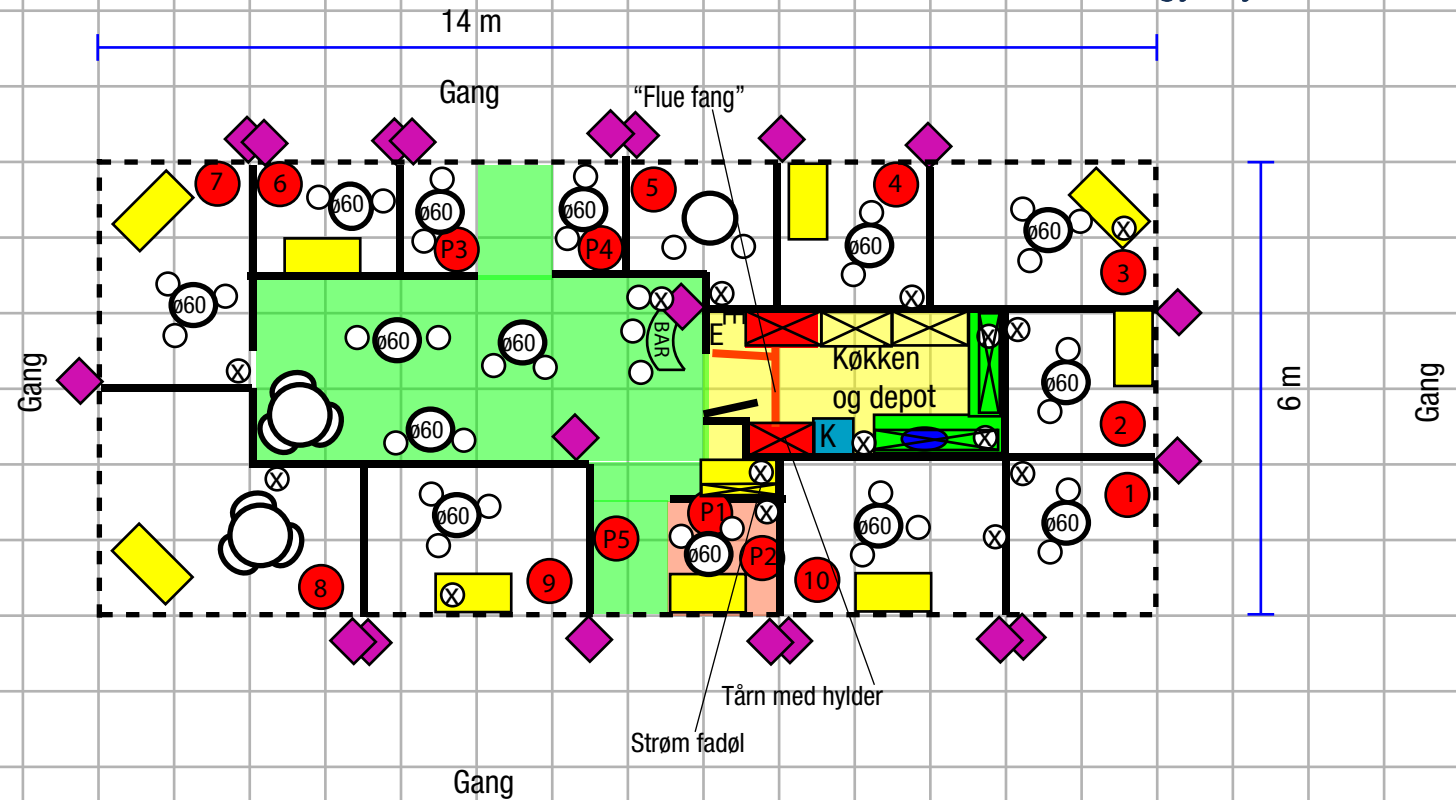 14 m
Gang
“Flue fang”
7
6
ø60
ø60
P3
ø60
P4
5
4
ø60
ø60
3
ø60
ø60
ø60
BAR
E
Køkken
og depot
K
ø60
2
6 m
Gang
Gang
ø60
8
ø60
9
P5
P1
ø60
P2
10
ø60
ø60
1
Tårn med hylder
Strøm fadøl
Gang